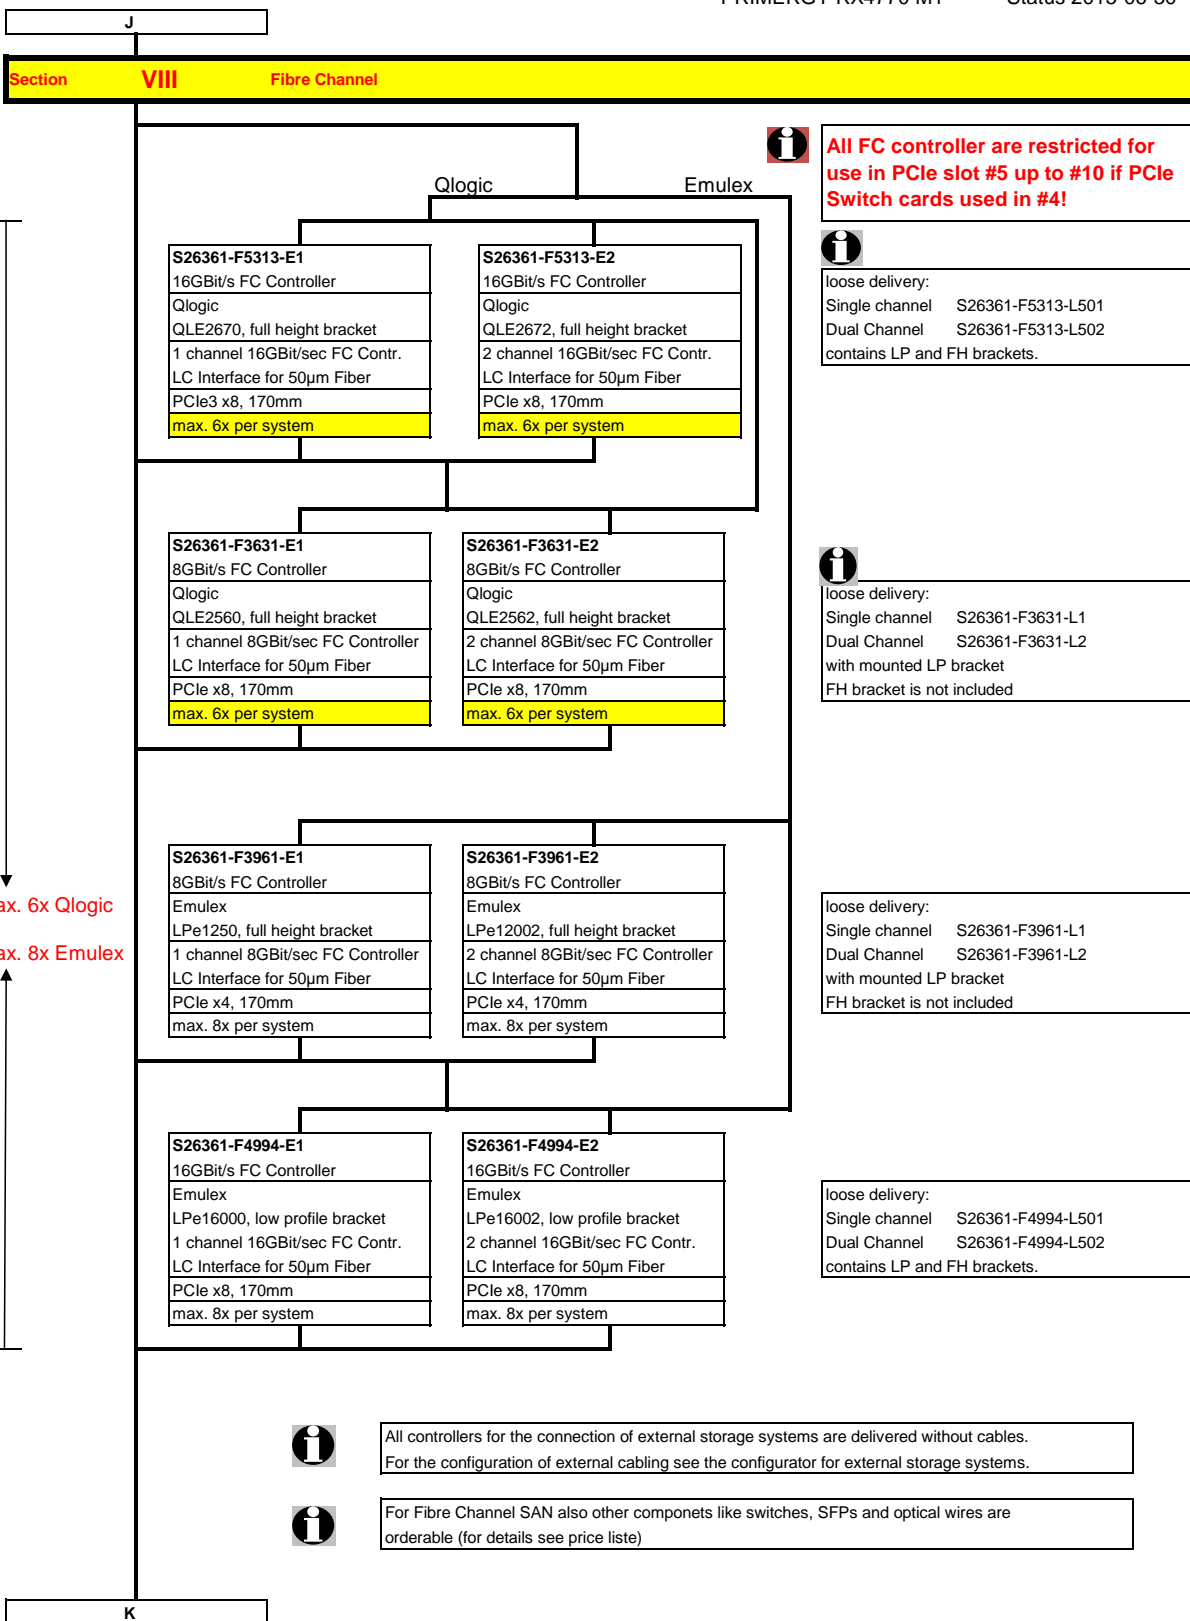 J
Section VIII Fibre Channel
All FC controller are restricted for
use in PCIe slot #5 up to #10 if PCIe
Switch cards used in #4!
Qlogic Emulex
S26361-F5313-E1
16GBit/s FC Controller
Qlogic
QLE2670, full height bracket
1 channel 16GBit/sec FC Contr.
LC Interface for 50µm Fiber
PCIe3 x8, 170mm
max. 6x per system
S26361-F5313-E2
16GBit/s FC Controller
Qlogic
QLE2672, full height bracket
2 channel 16GBit/sec FC Contr.
LC Interface for 50µm Fiber
PCIe x8, 170mm
max. 6x per system
loose delivery:
Single channel S26361-F5313-L501
Dual Channel S26361-F5313-L502
contains LP and FH brackets.
S26361-F3631-E1
8GBit/s FC Controller
Qlogic
QLE2560, full height bracket
1 channel 8GBit/sec FC Controller
LC Interface for 50µm Fiber
PCIe x8, 170mm
max. 6x per system
S26361-F3631-E2
8GBit/s FC Controller
Qlogic
QLE2562, full height bracket
2 channel 8GBit/sec FC Controller
LC Interface for 50µm Fiber
PCIe x8, 170mm
max. 6x per system
loose delivery:
Single channel S26361-F3631-L1
Dual Channel S26361-F3631-L2
with mounted LP bracket
FH bracket is not included
6x Qlogic
8x Emulex
S26361-F3961-E1
8GBit/s FC Controller
Emulex
LPe1250, full height bracket
1 channel 8GBit/sec FC Controller
LC Interface for 50µm Fiber
PCIe x4, 170mm
max. 8x per system
S26361-F3961-E2
8GBit/s FC Controller
Emulex
LPe12002, full height bracket
2 channel 8GBit/sec FC Controller
LC Interface for 50µm Fiber
PCIe x4, 170mm
max. 8x per system
loose delivery:
Single channel S26361-F3961-L1
Dual Channel S26361-F3961-L2
with mounted LP bracket
FH bracket is not included
S26361-F4994-E1
16GBit/s FC Controller
Emulex
LPe16000, low profile bracket
1 channel 16GBit/sec FC Contr.
LC Interface for 50µm Fiber
PCIe x8, 170mm
max. 8x per system
S26361-F4994-E2
16GBit/s FC Controller
Emulex
LPe16002, low profile bracket
2 channel 16GBit/sec FC Contr.
LC Interface for 50µm Fiber
PCIe x8, 170mm
max. 8x per system
loose delivery:
Single channel S26361-F4994-L501
Dual Channel S26361-F4994-L502
contains LP and FH brackets.
All controllers for the connection of external storage systems are delivered without cables.
For the configuration of external cabling see the configurator for external storage systems.
For Fibre Channel SAN also other componets like switches, SFPs and optical wires are
orderable (for details see price liste)
K